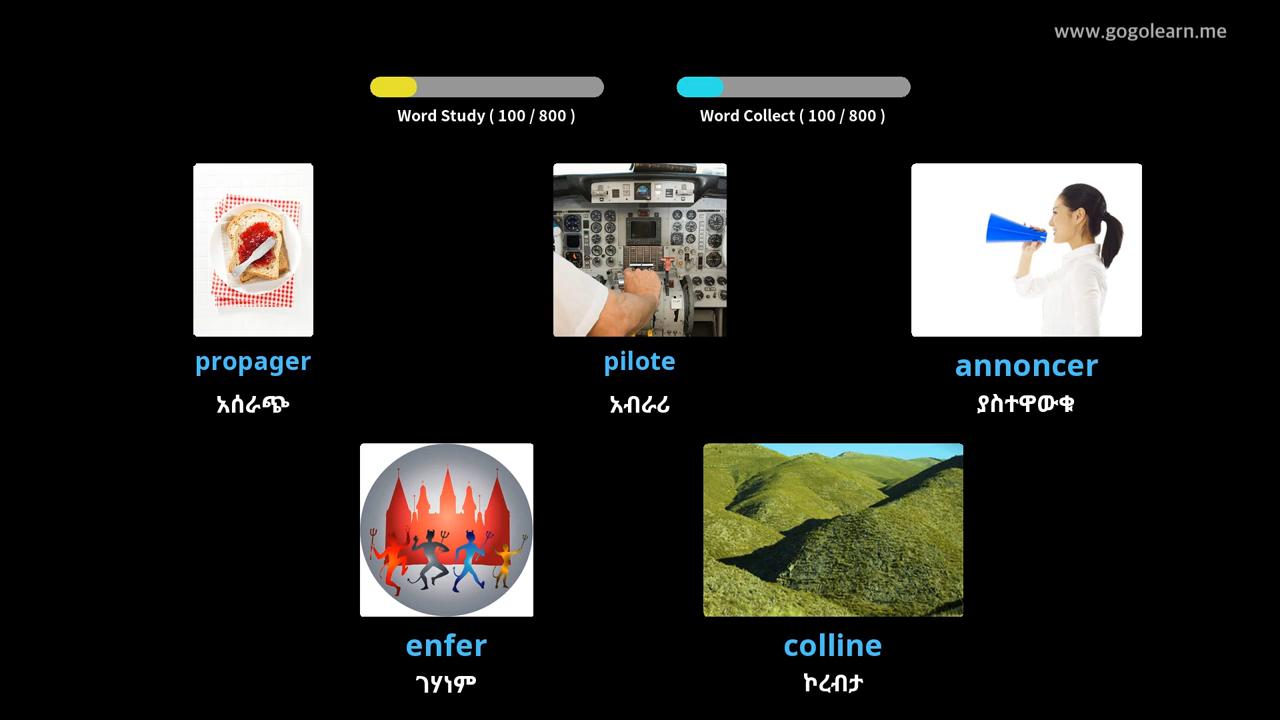 www.gogolearn.me
Word Study ( 100 / 800 )
Word Collect ( 100 / 800 )
propager
pilote
annoncer
አሰራጭ
አብራሪ
ያስተዋውቁ
enfer
colline
ገሃነም
ኮረብታ